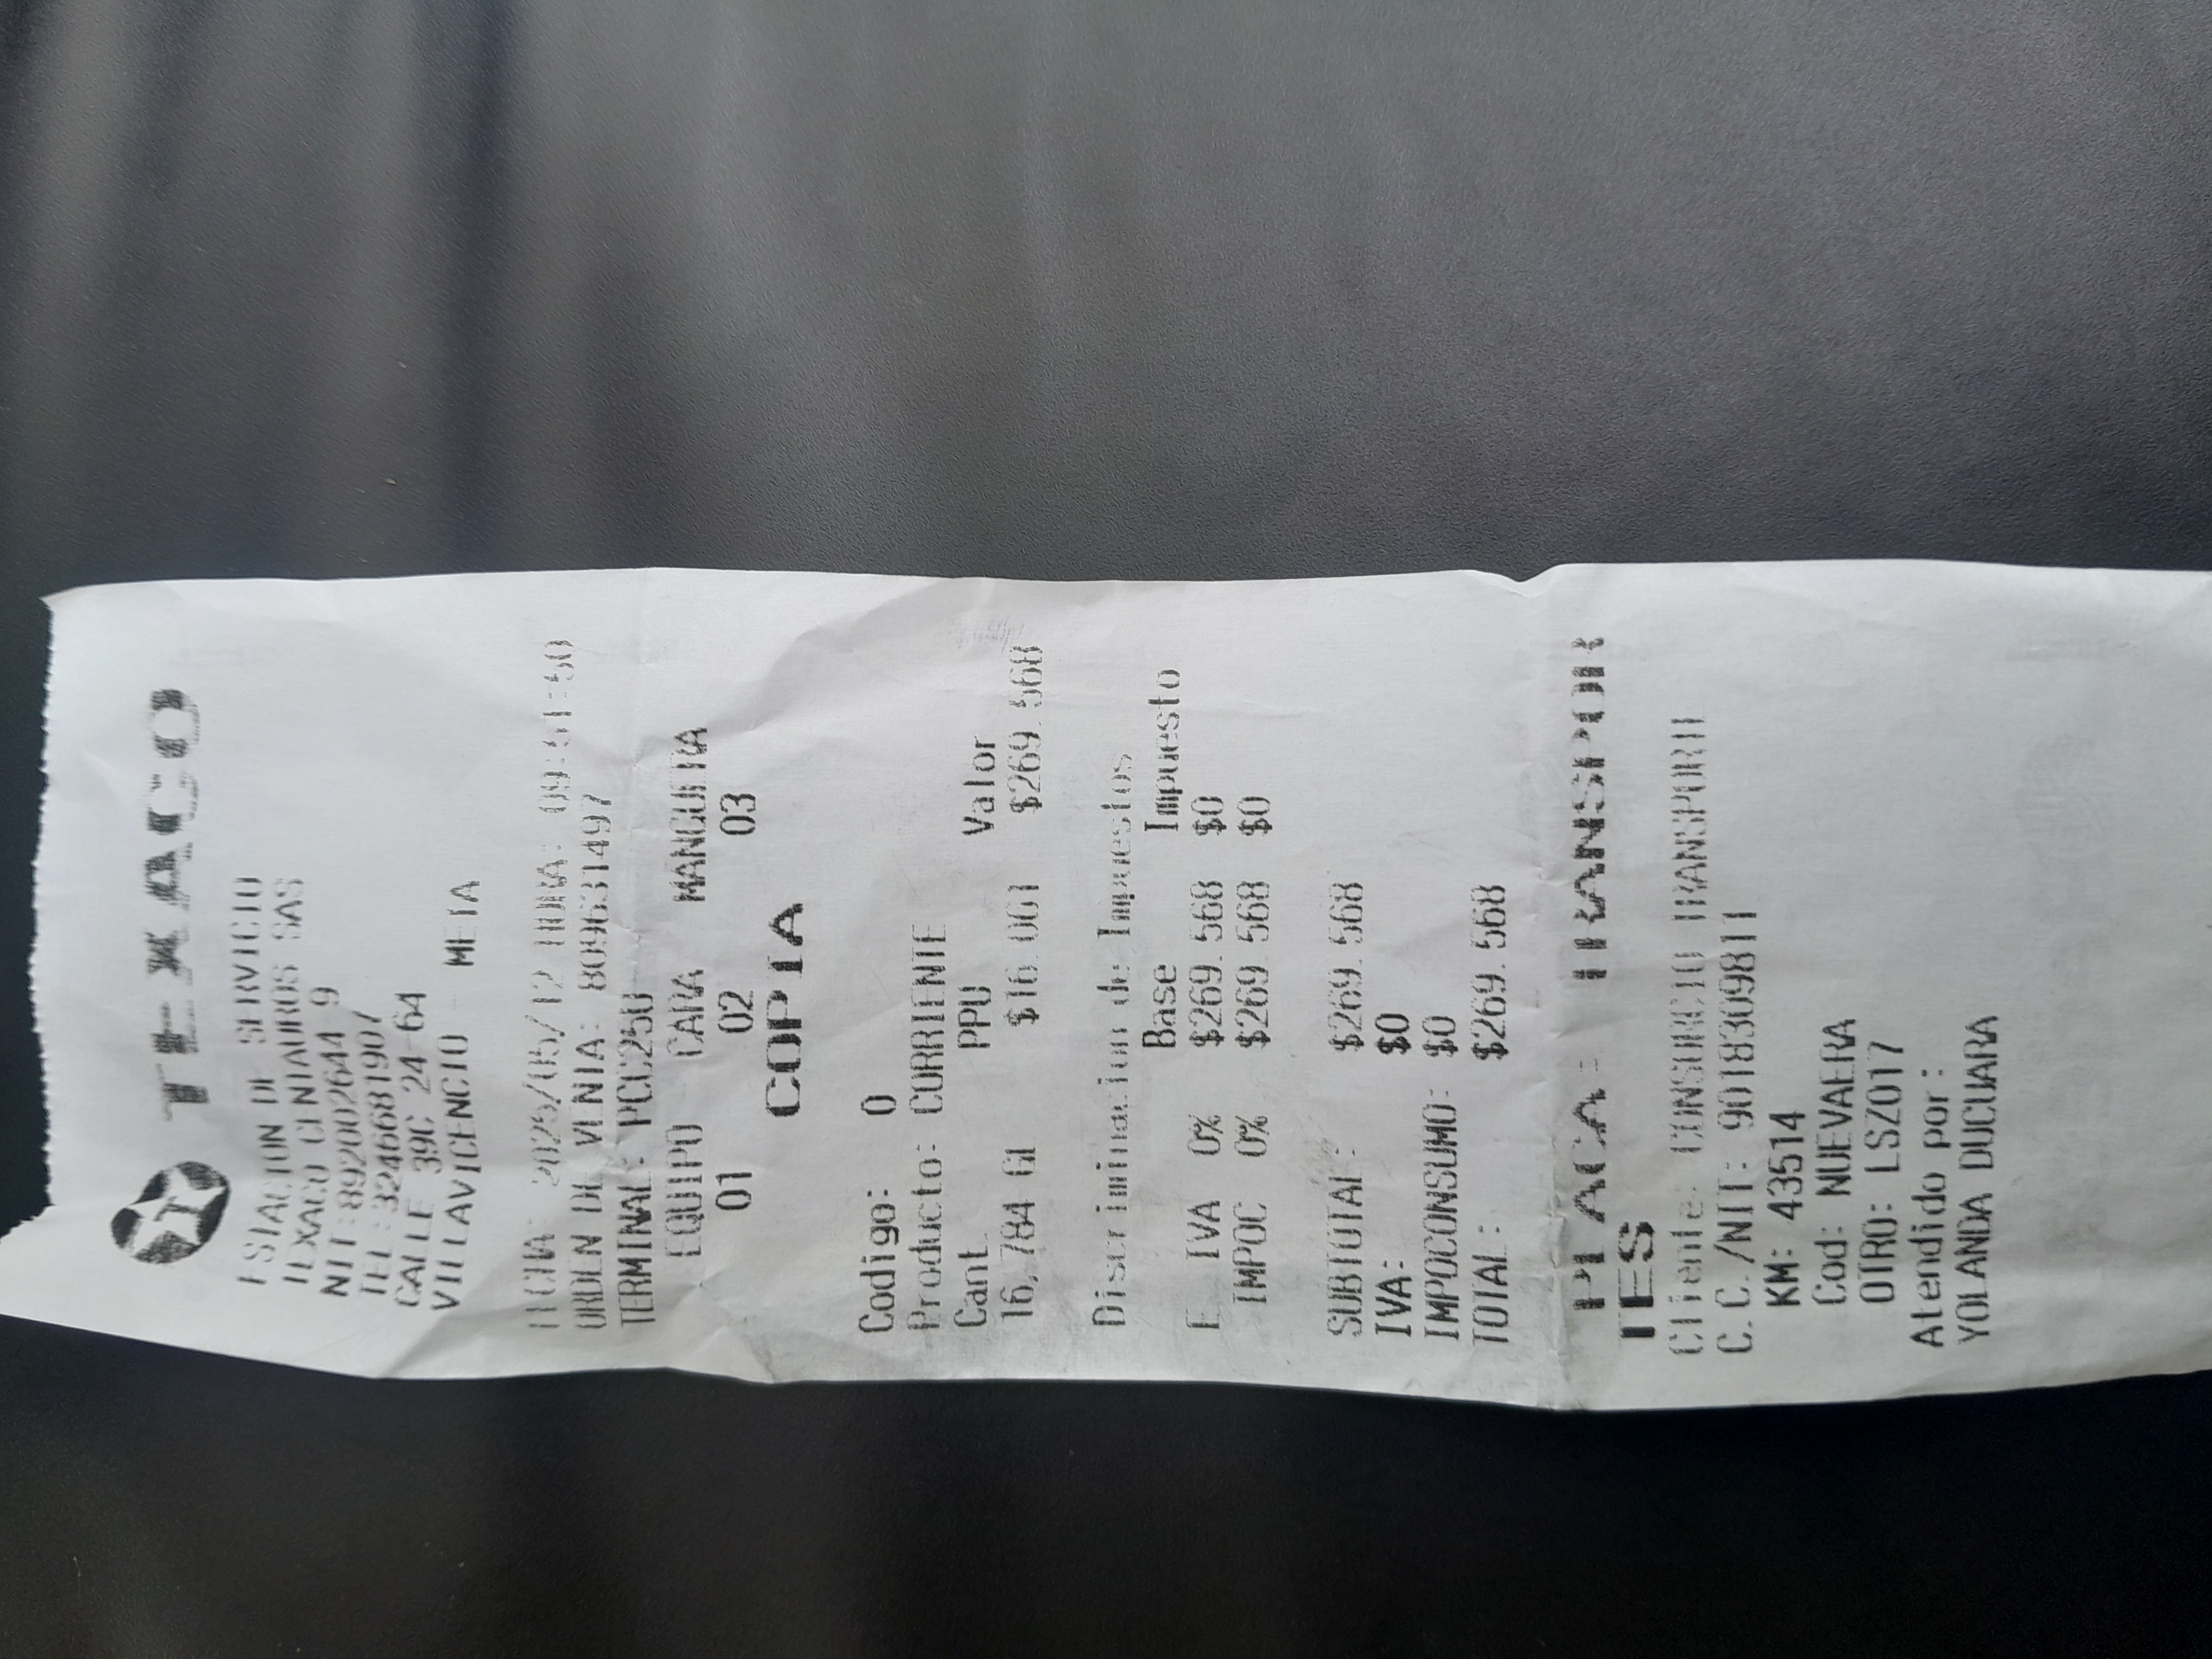 TEXACO
ESTACION DE SERVICIO
TEXACO CENTAUROS SAS
NIT:892002644 9
TEL:3246681907
CALLE 39C 24-64
VILLAVICENCIO META
FECHA: 2025/05/12 HORA: 09:51:50
ORDEN DE VENTA: 8096314497
TERMINAL: PCC250
EQUIPO CARA MANGUERA
01 02 03
COPIA
Codigo: 0
Producto: CORRIENTE
Cant. PPU Valor
16,784 Gl $16.061 $269.568
Discriminacion de Impuestos
Base Impuesto
E IVA 0% $269.568 $0
IMPOC 0% $269.568 $0
SUBTOTAL: $269.568
IVA: $0
IMPOCONSUMO: $0
TOTAL: $269.568
PLACA: TRANSPOR
TES
Cliente: CONSORCIO TRANSPORTE
C.C./NIT: 9018309811
KM: 43514
Cod: NUEVAERA
OTRO: LSZ017
Atendido por:
YOLANDA DUCUARA